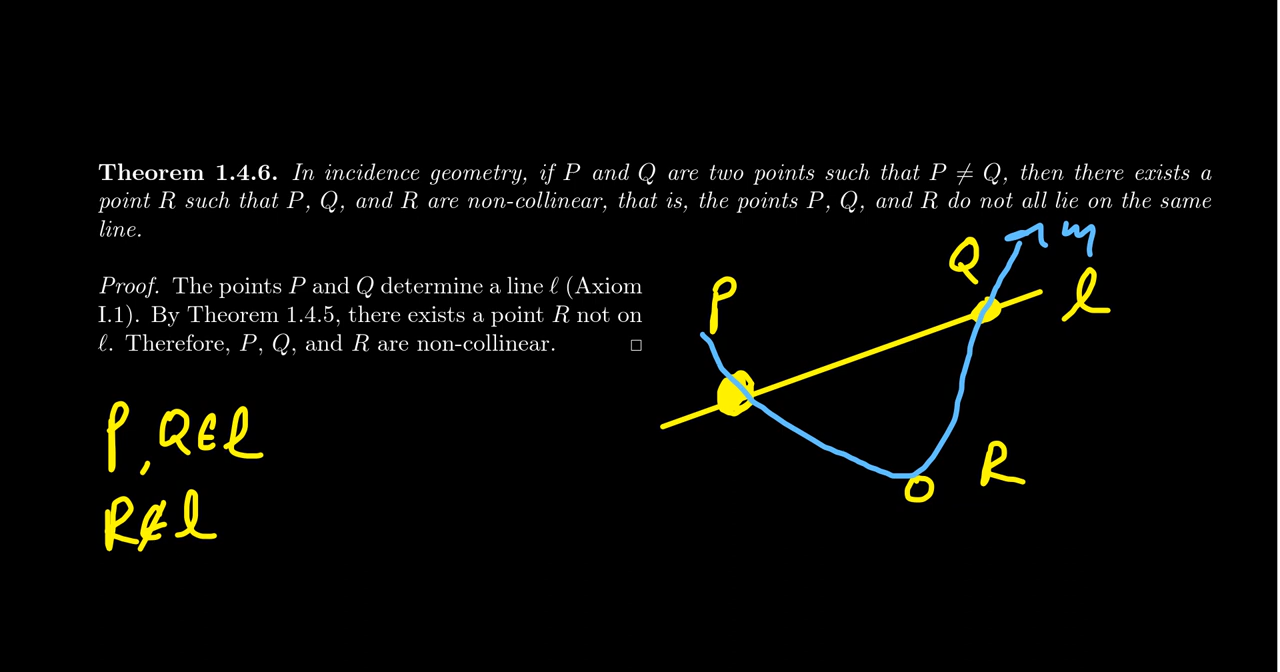 Theorem 1.4.6. In incidence geometry, if P and Q are two points such that P ≠ Q, then there exists a
point R such that P, Q, and R are non-collinear, that is, the points P, Q, and R do not all lie on the same
line.
Proof. The points P and Q determine a line ℓ (Axiom
I.1). By Theorem 1.4.5, there exists a point R not on
ℓ. Therefore, P, Q, and R are non-collinear. □
P, Q ∈ ℓ
R ∉ ℓ
m
Q
P
ℓ
R